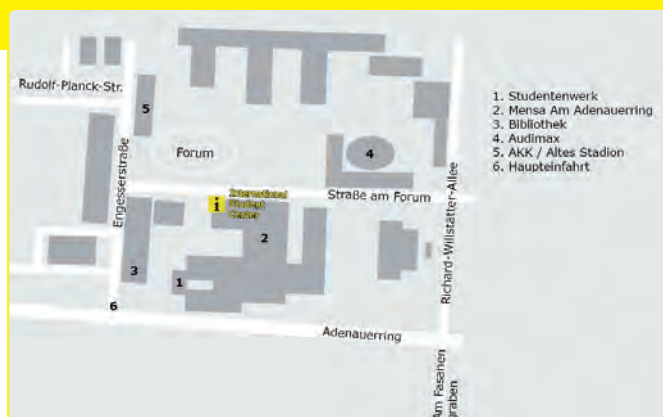 Rudolf-Planck-Str.
5
Forum
4
Engesserstraße
i
International
Student
Center
Straße am Forum
Richard-Willstätter-Allee
2
3
1
6
Adenauerring
Am Fasanen
graben
1. Studentenwerk
2. Mensa Am Adenauerring
3. Bibliothek
4. Audimax
5. AKK / Altes Stadion
6. Haupteinfahrt